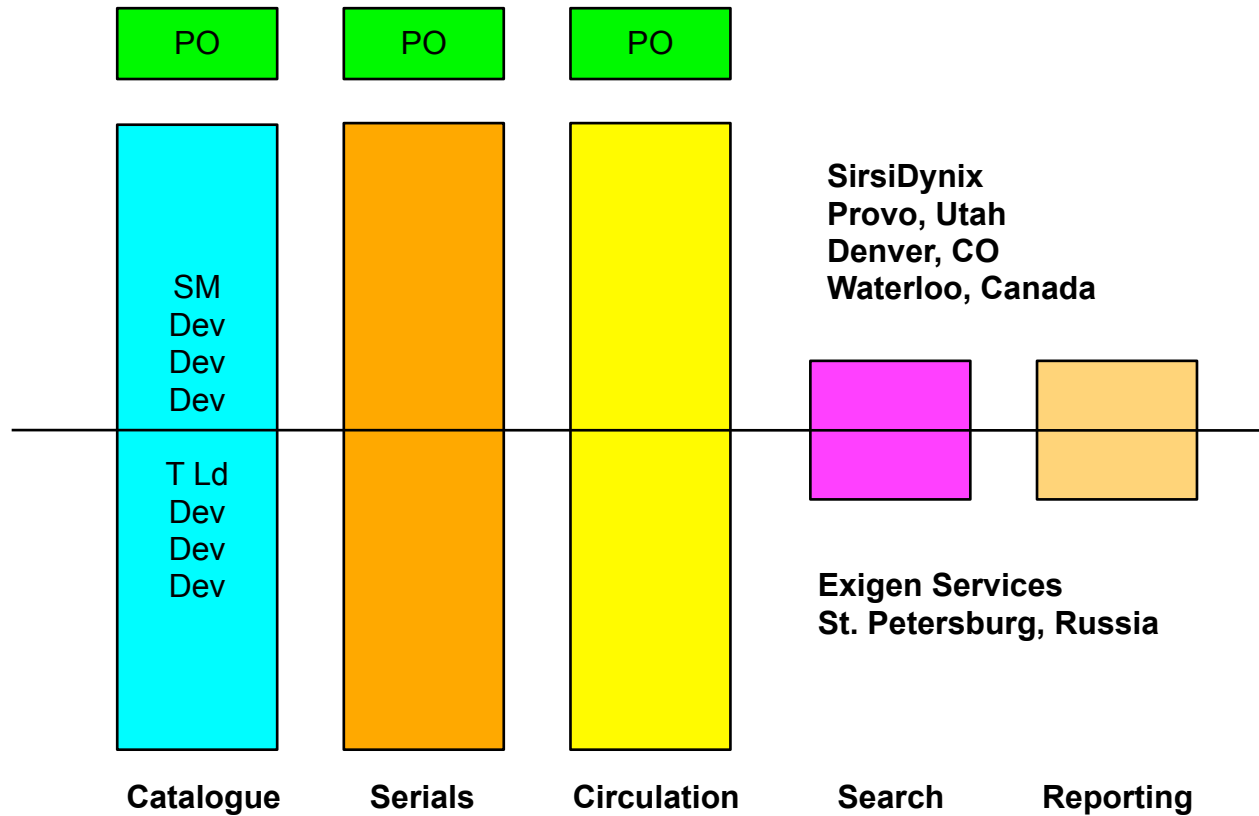 PO
PO
PO
SirsiDynix
Provo, Utah
Denver, CO
Waterloo, Canada
SM
Dev
Dev
Dev
T Ld
Dev
Dev
Dev
Exigen Services
St. Petersburg, Russia
Catalogue
Serials
Circulation
Search
Reporting